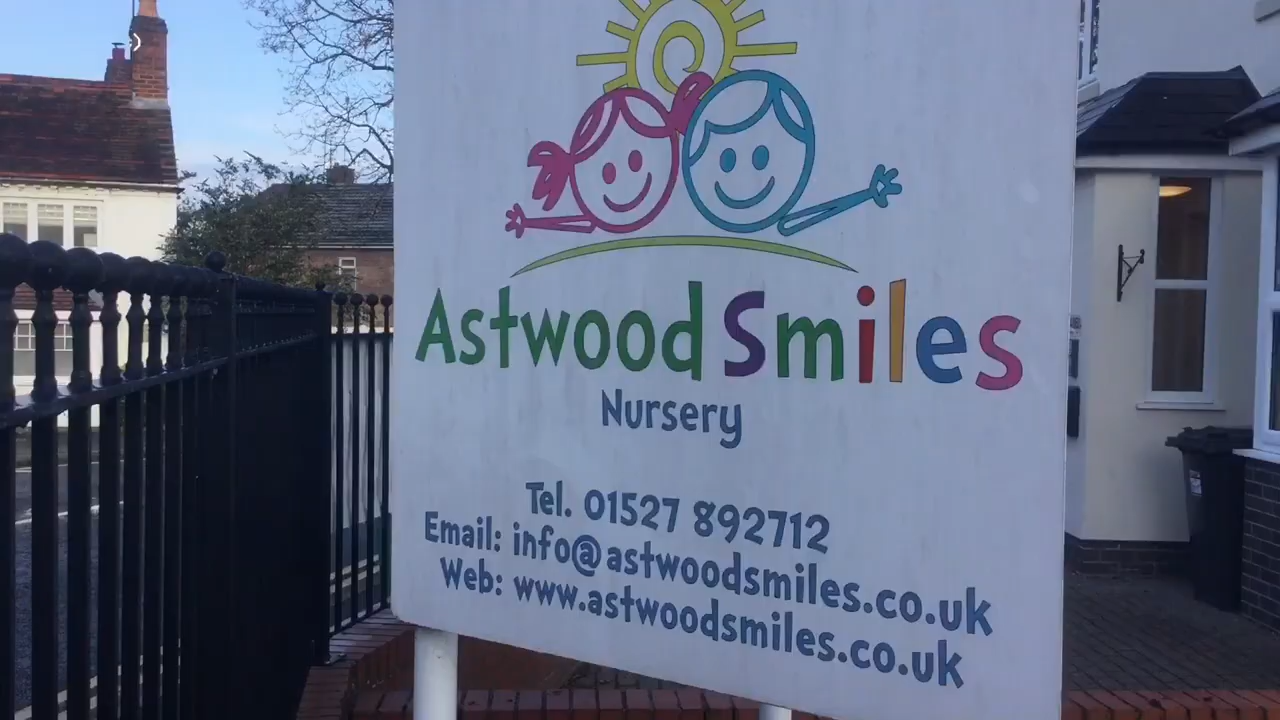 Astwood Smiles
Nursery
Tel. 01527 892712
Email: info@astwoodsmiles.co.uk
Web: www.astwoodsmiles.co.uk